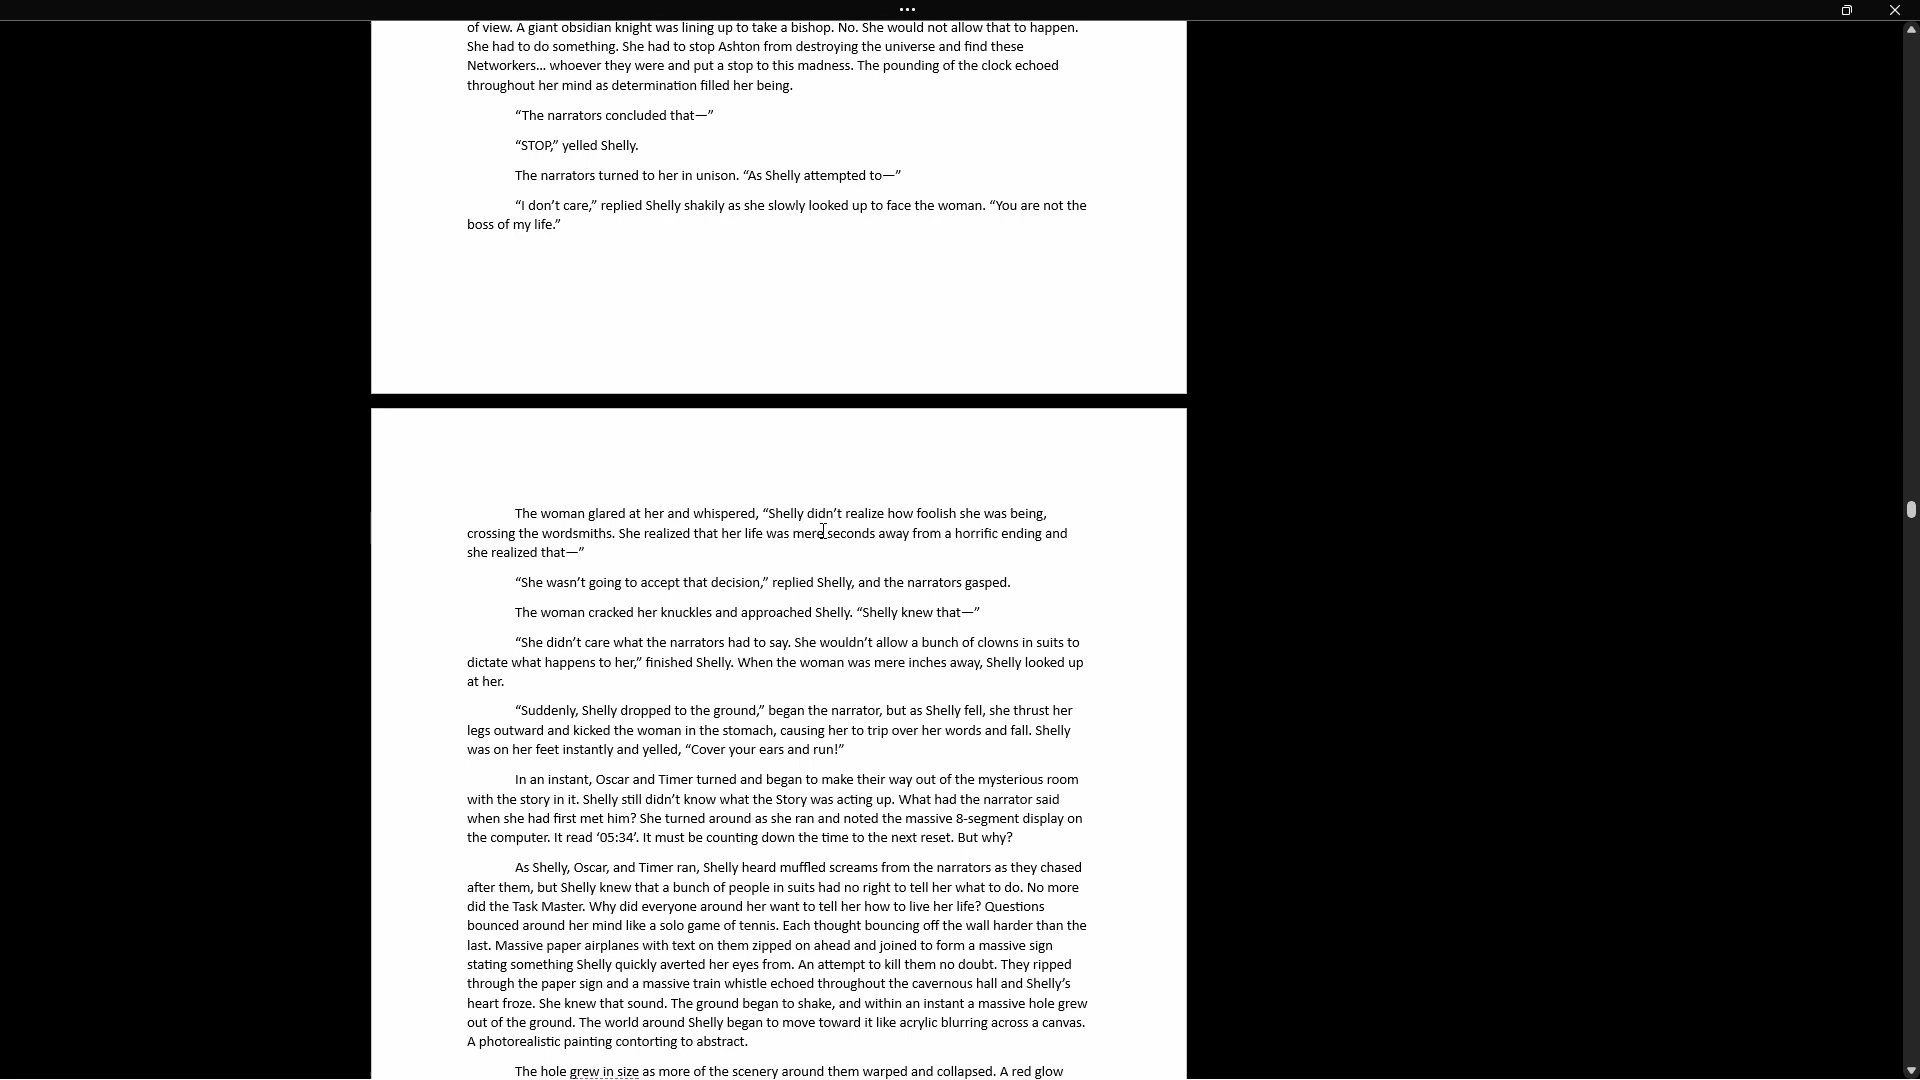 of view. A giant obsidian knight was lining up to take a bishop. No. She would not allow that to happen.
She had to do something. She had to stop Ashton from destroying the universe and find these
Networkers... whoever they were and put a stop to this madness. The pounding of the clock echoed
throughout her mind as determination filled her being.
“The narrators concluded that—”
“STOP,” yelled Shelly.
The narrators turned to her in unison. “As Shelly attempted to—”
“I don’t care,” replied Shelly shakily as she slowly looked up to face the woman. “You are not the
boss of my life.”
The woman glared at her and whispered, “Shelly didn’t realize how foolish she was being,
crossing the wordsmiths. She realized that her life was mere seconds away from a horrific ending and
she realized that—”
“She wasn’t going to accept that decision,” replied Shelly, and the narrators gasped.
The woman cracked her knuckles and approached Shelly. “Shelly knew that—”
“She didn’t care what the narrators had to say. She wouldn’t allow a bunch of clowns in suits to
dictate what happens to her,” finished Shelly. When the woman was mere inches away, Shelly looked up
at her.
“Suddenly, Shelly dropped to the ground,” began the narrator, but as Shelly fell, she thrust her
legs outward and kicked the woman in the stomach, causing her to trip over her words and fall. Shelly
was on her feet instantly and yelled, “Cover your ears and run!”
In an instant, Oscar and Timer turned and began to make their way out of the mysterious room
with the story in it. Shelly still didn’t know what the Story was acting up. What had the narrator said
when she had first met him? She turned around as she ran and noted the massive 8-segment display on
the computer. It read ‘05:34’. It must be counting down the time to the next reset. But why?
As Shelly, Oscar, and Timer ran, Shelly heard muffled screams from the narrators as they chased
after them, but Shelly knew that a bunch of people in suits had no right to tell her what to do. No more
did the Task Master. Why did everyone around her want to tell her how to live her life? Questions
bounced around her mind like a solo game of tennis. Each thought bouncing off the wall harder than the
last. Massive paper airplanes with text on them zipped on ahead and joined to form a massive sign
stating something Shelly quickly averted her eyes from. An attempt to kill them no doubt. They ripped
through the paper sign and a massive train whistle echoed throughout the cavernous hall and Shelly’s
heart froze. She knew that sound. The ground began to shake, and within an instant a massive hole grew
out of the ground. The world around Shelly began to move toward it like acrylic blurring across a canvas.
A photorealistic painting contorting to abstract.
The hole grew in size as more of the scenery around them warped and collapsed. A red glow